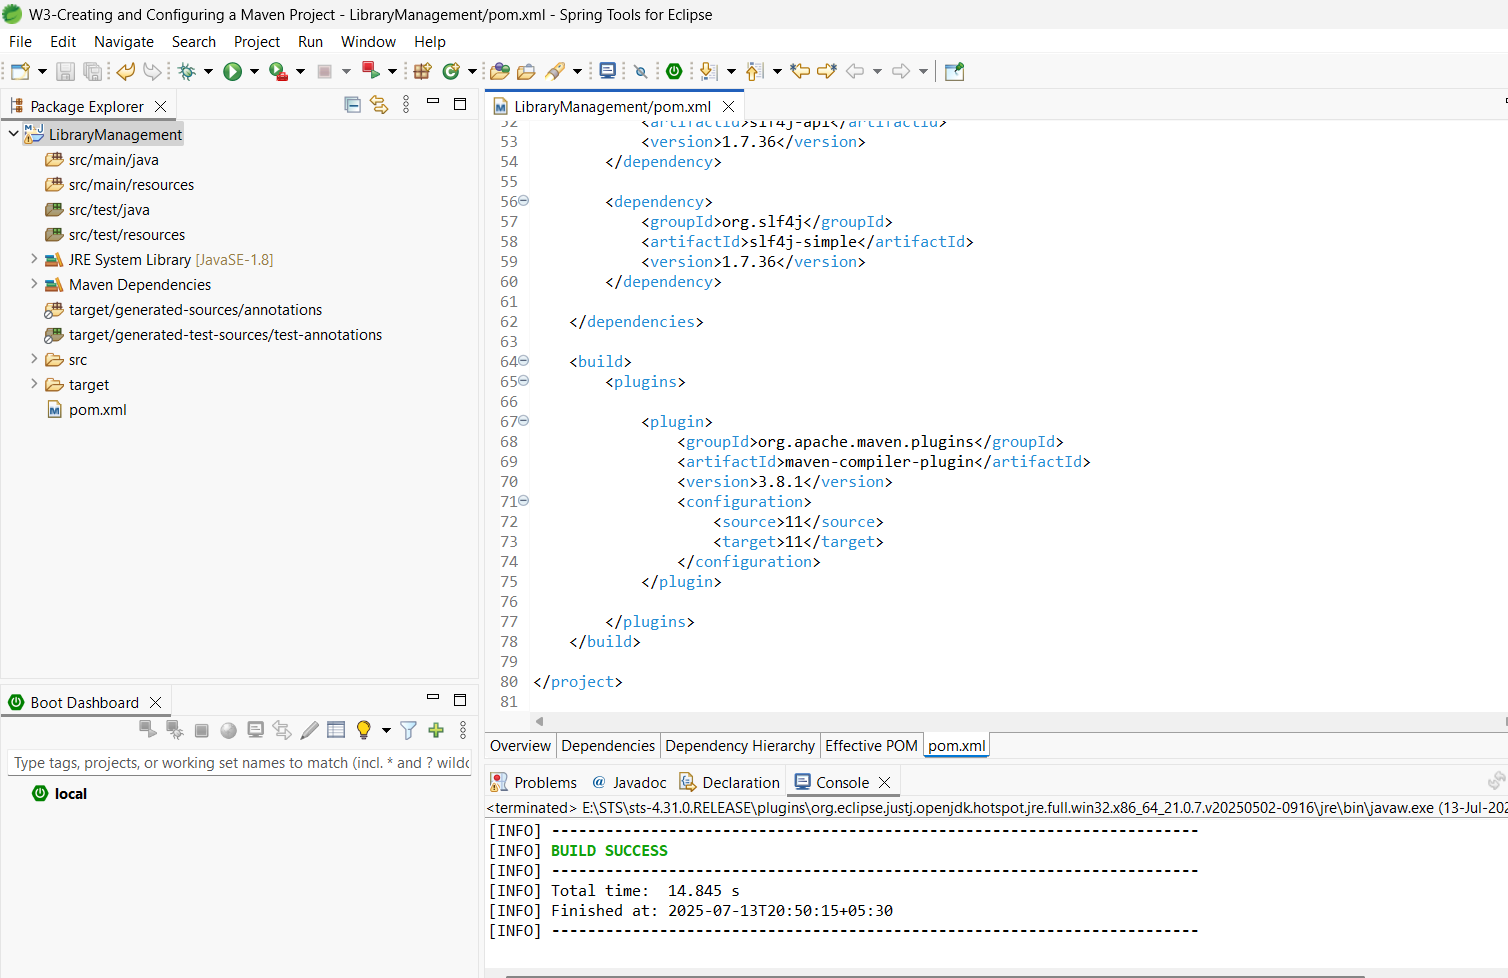 W3-Creating and Configuring a Maven Project - LibraryManagement/pom.xml - Spring Tools for Eclipse
File Edit Navigate Search Project Run Window Help
Package Explorer
LibraryManagement
src/main/java
src/main/resources
src/test/java
src/test/resources
JRE System Library [JavaSE-1.8]
Maven Dependencies
target/generated-sources/annotations
target/generated-test-sources/test-annotations
src
target
pom.xml
Boot Dashboard
Type tags, projects, or working set names to match (incl. * and ? wildc
local
LibraryManagement/pom.xml
52 <artifactId>slf4j-api</artifactId>
53 <version>1.7.36</version>
54 </dependency>
55
56 <dependency>
57 <groupId>org.slf4j</groupId>
58 <artifactId>slf4j-simple</artifactId>
59 <version>1.7.36</version>
60 </dependency>
61
62 </dependencies>
63
64 <build>
65 <plugins>
66
67 <plugin>
68 <groupId>org.apache.maven.plugins</groupId>
69 <artifactId>maven-compiler-plugin</artifactId>
70 <version>3.8.1</version>
71 <configuration>
72 <source>11</source>
73 <target>11</target>
74 </configuration>
75 </plugin>
76
77 </plugins>
78 </build>
79
80 </project>
81
Overview Dependencies Dependency Hierarchy Effective POM pom.xml
Problems @ Javadoc Declaration Console
<terminated> E:\STS\sts-4.31.0.RELEASE\plugins\org.eclipse.justj.openjdk.hotspot.jre.full.win32.x86_64_21.0.7.v20250502-0916\jre\bin\javaw.exe (13-Jul-202
[INFO] ------------------------------------------------------------------------
[INFO] BUILD SUCCESS
[INFO] ------------------------------------------------------------------------
[INFO] Total time:  14.845 s
[INFO] Finished at: 2025-07-13T20:50:15+05:30
[INFO] ------------------------------------------------------------------------